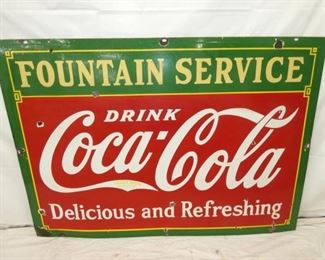 FOUNTAIN SERVICE
DRINK
Coca-Cola
Delicious and Refreshing